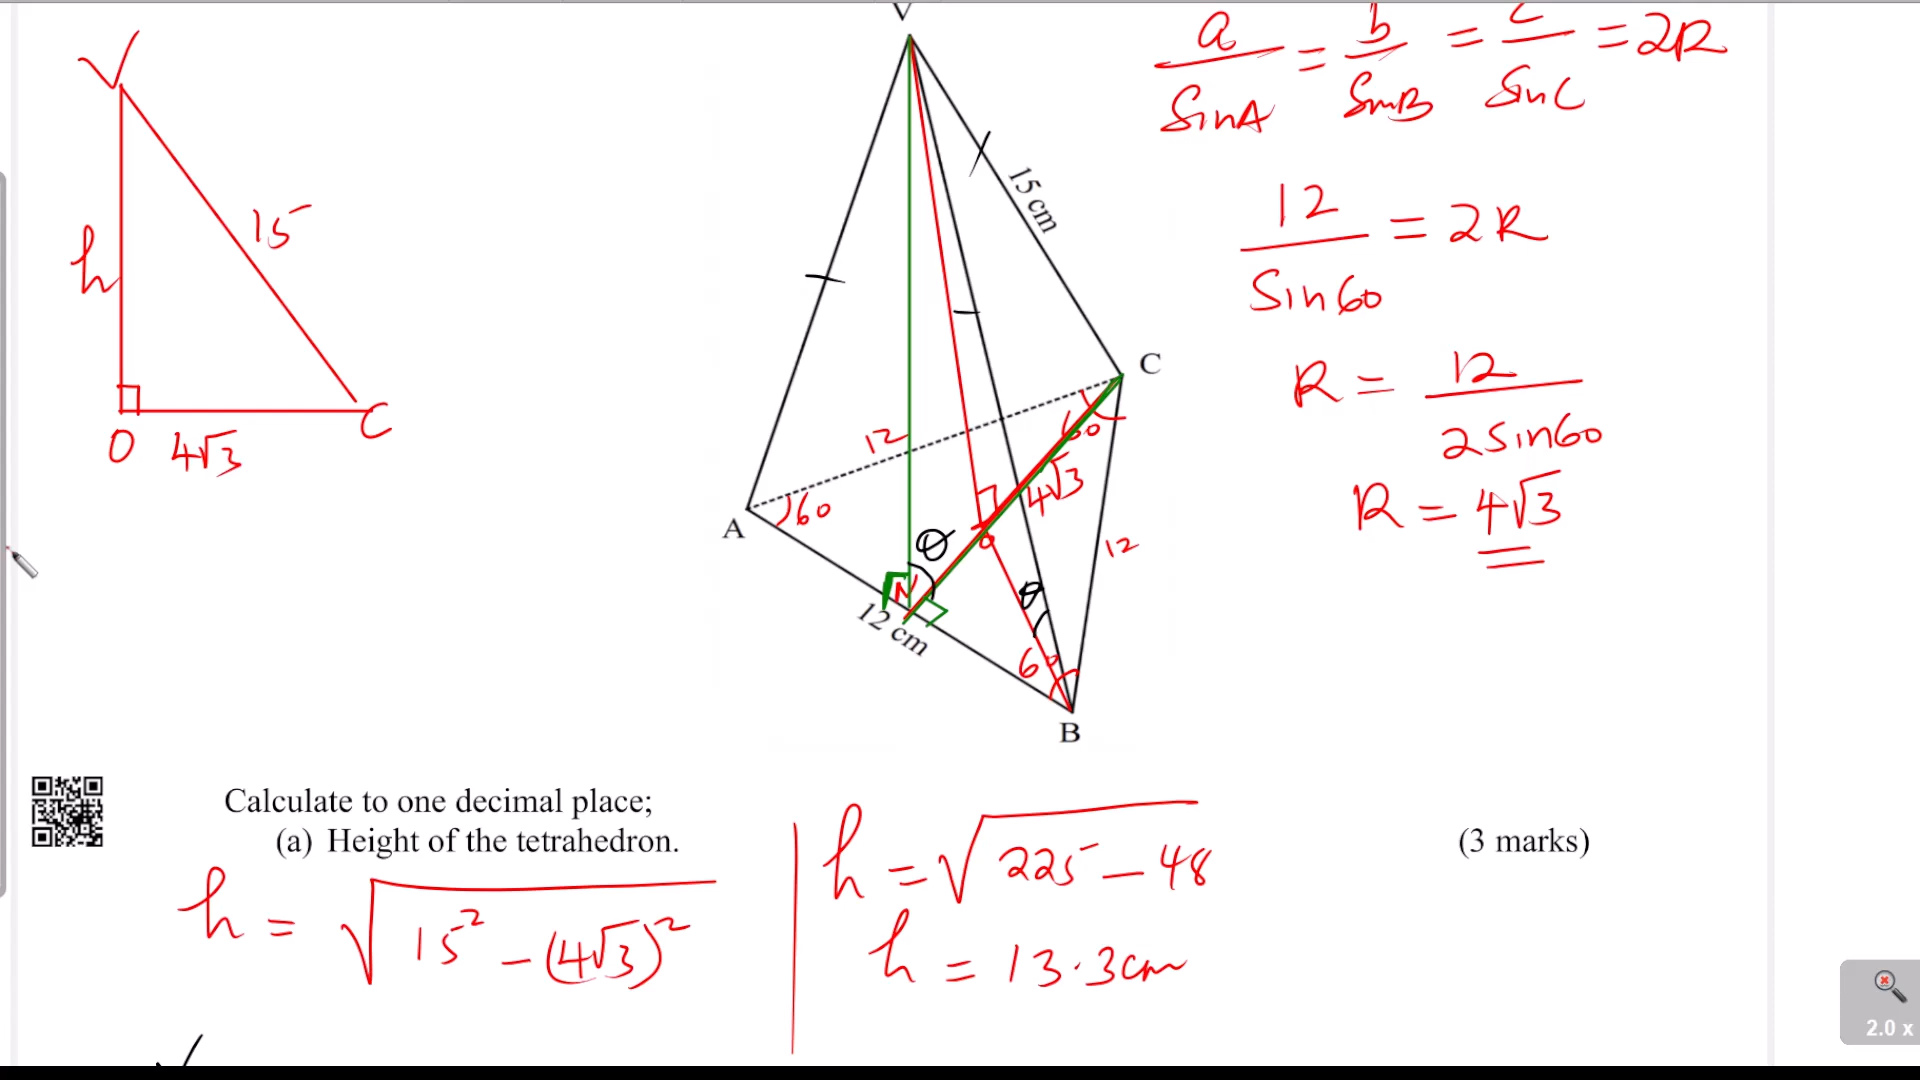 V
a/SinA = b/SinB = c/SinC = 2R
12/Sin60 = 2R
R = 12/2Sin60
R = 4√3
V
h
15
O 4√3 C
15 cm
C
12
60
4√3
A
60
θ
O
12
N
θ
12 cm
60
B
Calculate to one decimal place;
(a) Height of the tetrahedron. (3 marks)
h = √15² - (4√3)²
h = √225 - 48
h = 13.3cm
2.0 x